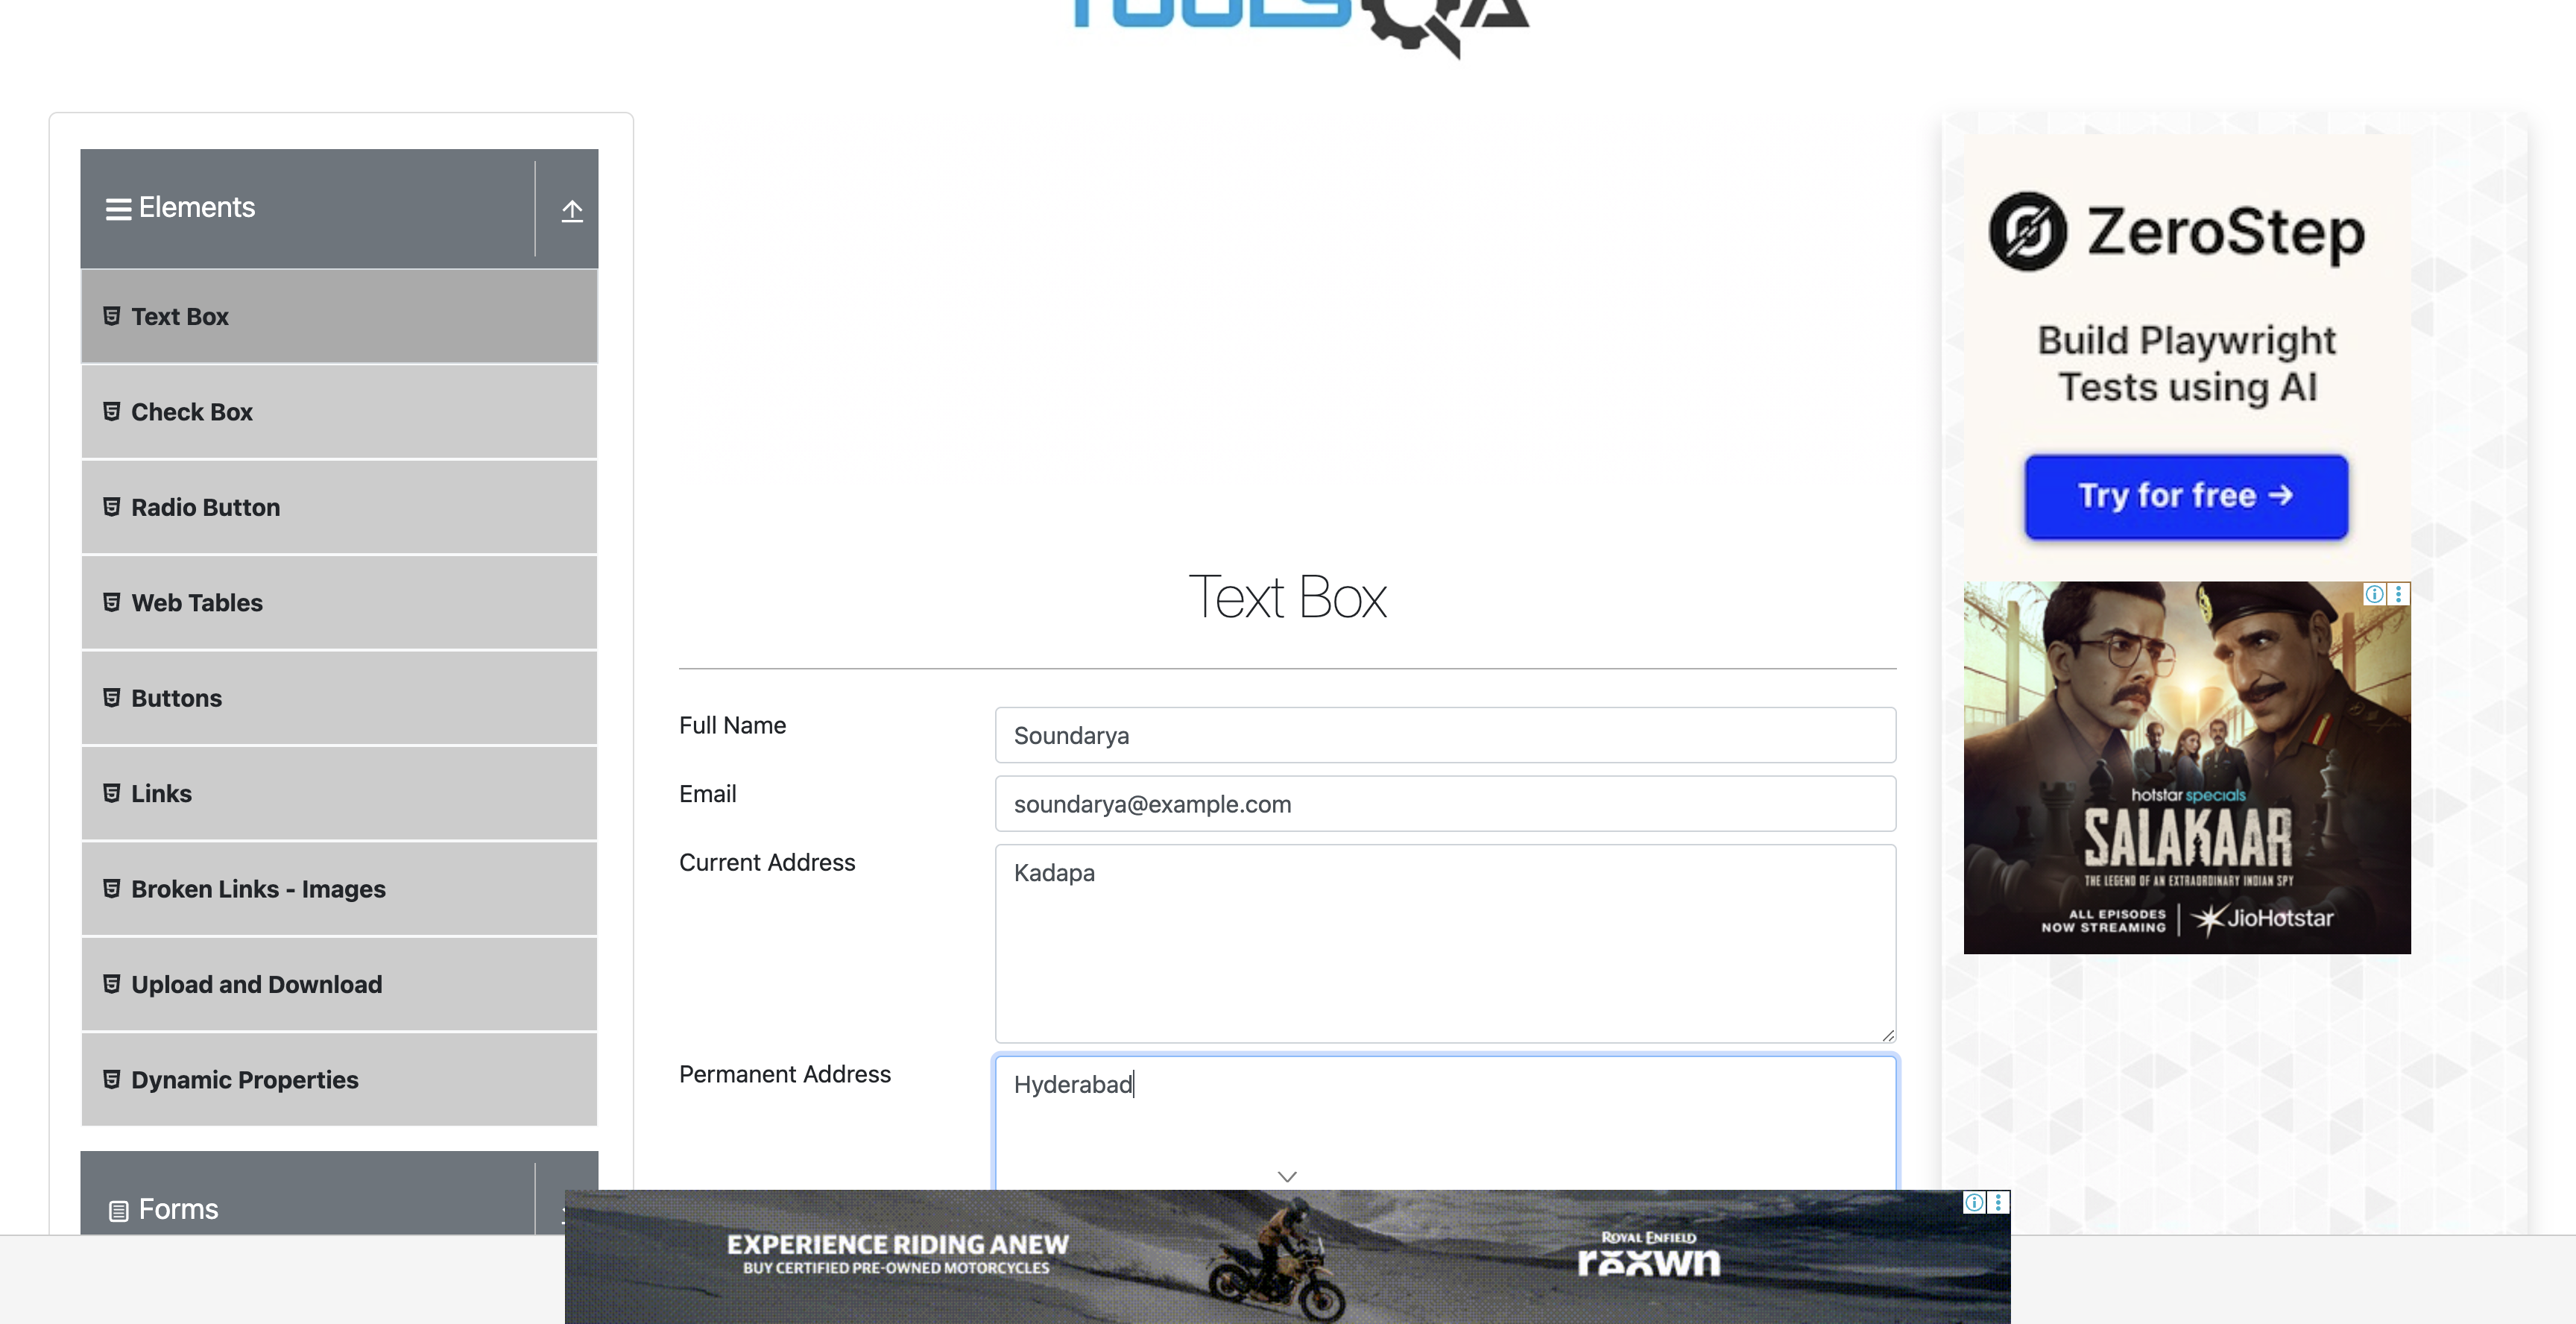 TOOLSQA
Elements
Text Box
Check Box
Radio Button
Web Tables
Buttons
Links
Broken Links - Images
Upload and Download
Dynamic Properties
Forms
Text Box
Full Name
Soundarya
Email
soundarya@example.com
Current Address
Kadapa
Permanent Address
Hyderabad
ZeroStep
Build Playwright
Tests using AI
Try for free →
hotstar specials
SALAKAAR
THE LEGEND OF AN EXTRAORDINARY INDIAN SPY
ALL EPISODES
NOW STREAMING
JioHotstar
EXPERIENCE RIDING ANEW
BUY CERTIFIED PRE-OWNED MOTORCYCLES
ROYAL ENFIELD
reown